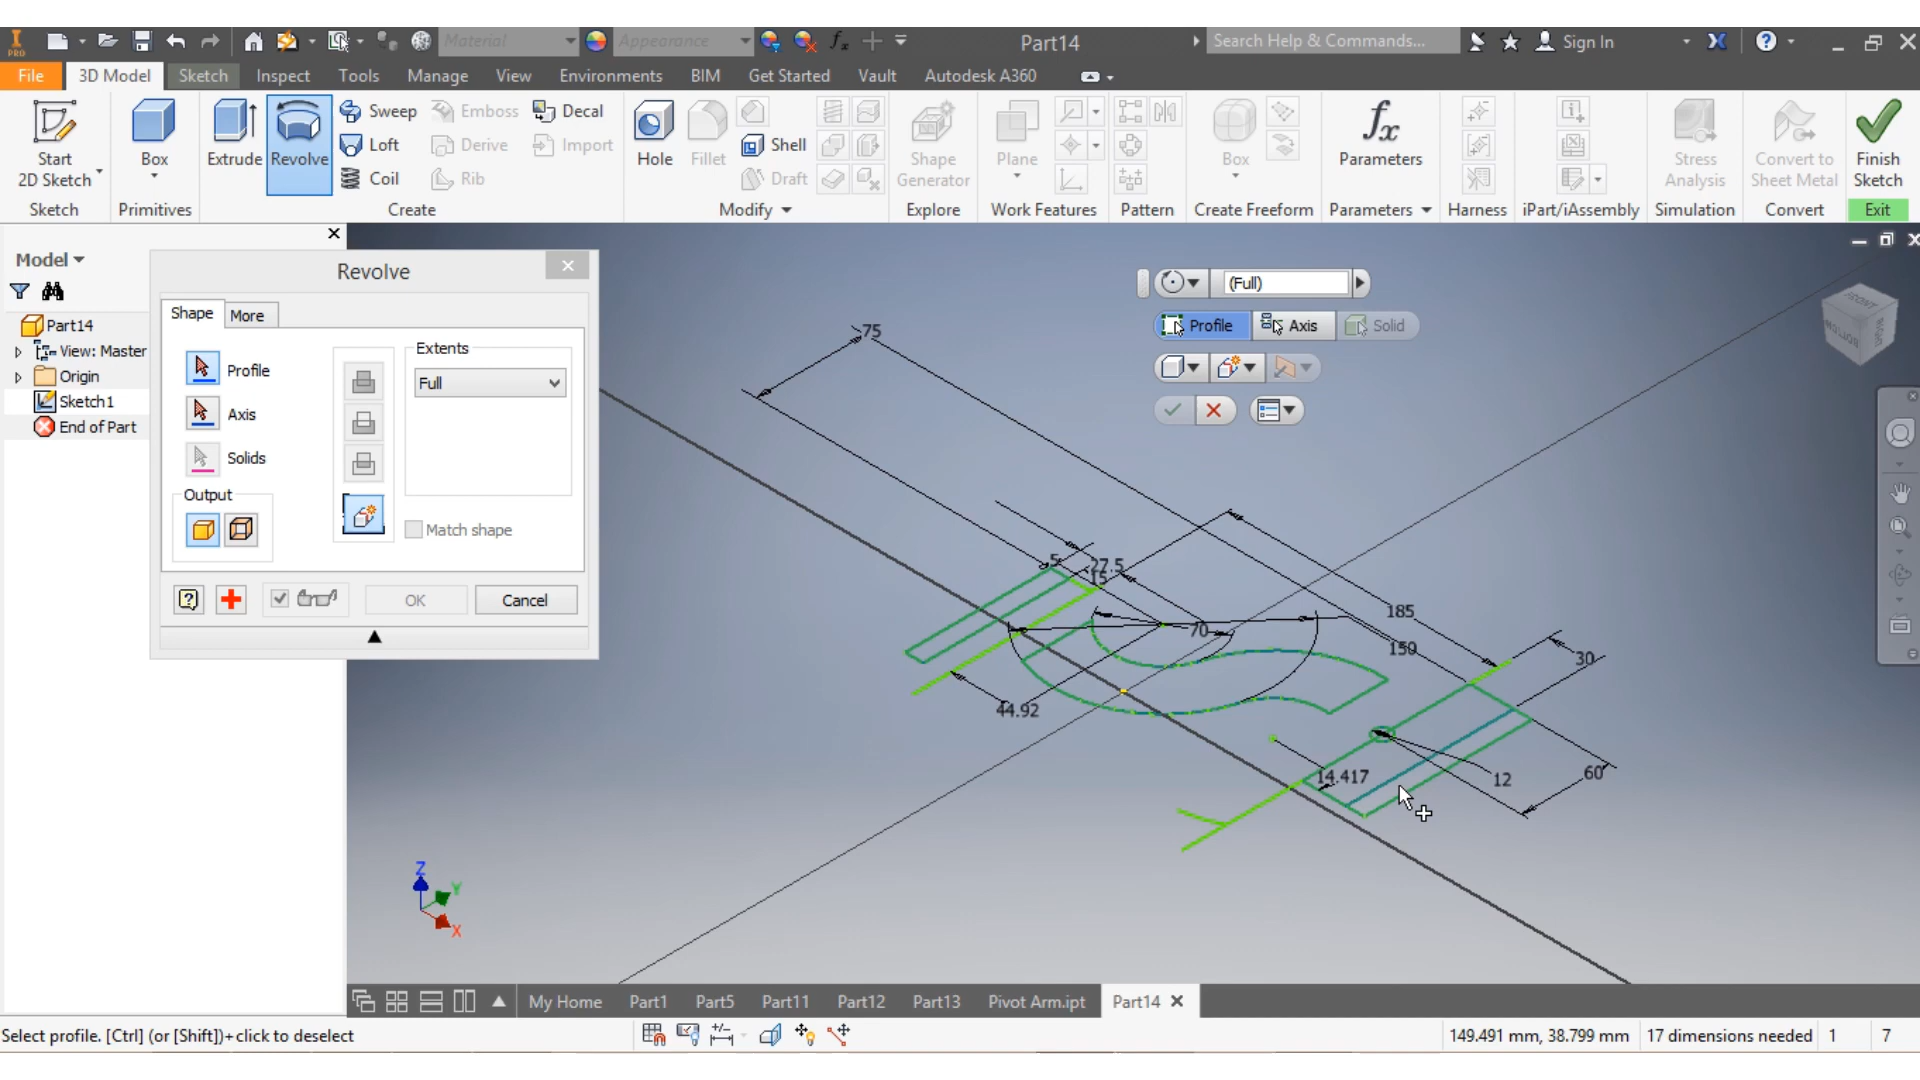 PRO
Material
Appearance
Part14
Search Help & Commands...
Sign In
File
3D Model
Sketch
Inspect
Tools
Manage
View
Environments
BIM
Get Started
Vault
Autodesk A360
Start
2D Sketch
Box
Extrude
Revolve
Sweep
Loft
Coil
Emboss
Derive
Rib
Decal
Import
Hole
Fillet
Shell
Draft
Shape
Generator
Plane
Box
fx
Parameters
Stress
Analysis
Convert to
Sheet Metal
Finish
Sketch
Sketch
Primitives
Create
Modify
Explore
Work Features
Pattern
Create Freeform
Parameters
Harness
iPart/iAssembly
Simulation
Convert
Exit
Model
Part14
View: Master
Origin
Sketch1
End of Part
Revolve
Shape
More
Profile
Axis
Solids
Output
Extents
Full
Match shape
OK
Cancel
(Full)
Profile
Axis
Solid
FRONT
BOTTOM
75
5
27.5
15
70
185
150
30
44.92
14.417
12
60
Z
Y
X
My Home
Part1
Part5
Part11
Part12
Part13
Pivot Arm.ipt
Part14
Select profile. [Ctrl] (or [Shift])+click to deselect
149.491 mm, 38.799 mm
17 dimensions needed
1
7